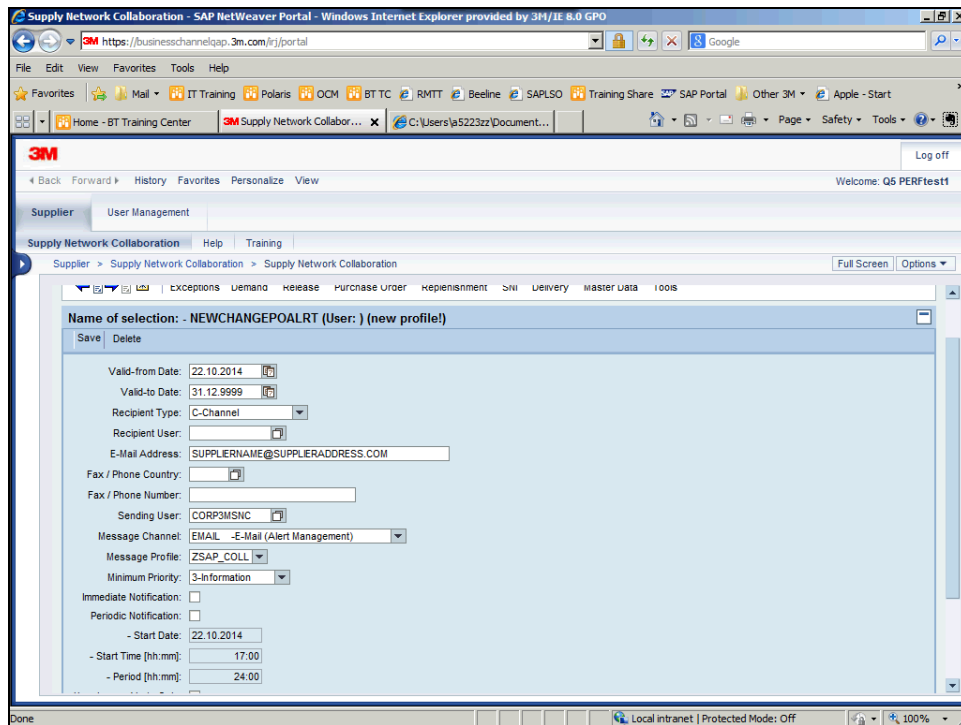 Supply Network Collaboration - SAP NetWeaver Portal - Windows Internet Explorer provided by 3M/IE 8.0 GPO
3M https://businesschannelqap.3m.com/irj/portal
Google
File Edit View Favorites Tools Help
Favorites Mail IT Training Polaris OCM BT TC RMTT Beeline SAPLSO Training Share SAP Portal Other 3M Apple - Start
Home - BT Training Center 3M Supply Network Collabor... X C:\Users\a5223zz\Document... Page Safety Tools
3M Log off
Back Forward History Favorites Personalize View Welcome: Q5 PERFtest1
Supplier User Management
Supply Network Collaboration Help Training
Supplier > Supply Network Collaboration > Supply Network Collaboration Full Screen Options
Exceptions Demand Release Purchase Order Replenishment SNI Delivery Master Data Tools
Name of selection: - NEWCHANGEPOALRT (User: ) (new profile!)
Save Delete
Valid-from Date: 22.10.2014
Valid-to Date: 31.12.9999
Recipient Type: C-Channel
Recipient User:
E-Mail Address: SUPPLIERNAME@SUPPLIERADDRESS.COM
Fax / Phone Country:
Fax / Phone Number:
Sending User: CORP3MSNC
Message Channel: EMAIL -E-Mail (Alert Management)
Message Profile: ZSAP_COLL
Minimum Priority: 3-Information
Immediate Notification:
Periodic Notification:
- Start Date: 22.10.2014
- Start Time [hh:mm]: 17:00
- Period [hh:mm]: 24:00
Done Local intranet | Protected Mode: Off 100%